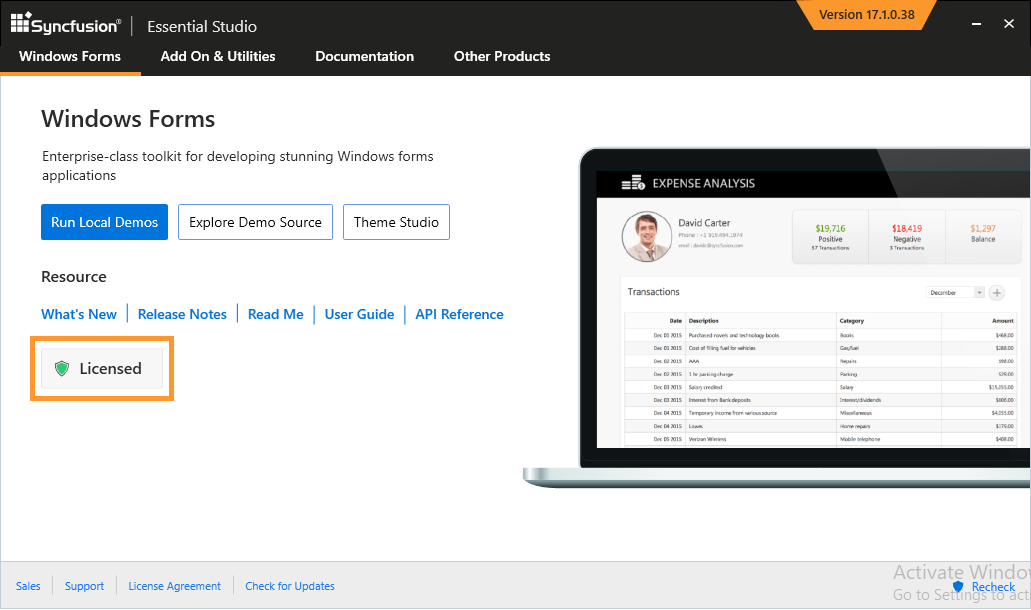 Syncfusion® | Essential Studio
Version 17.1.0.38
Windows Forms
Add On & Utilities
Documentation
Other Products
Windows Forms
Enterprise-class toolkit for developing stunning Windows forms
applications
Run Local Demos
Explore Demo Source
Theme Studio
Resource
What's New
Release Notes
Read Me
User Guide
API Reference
Licensed
EXPENSE ANALYSIS
David Carter
Phone : +1 919.494.1974
email : davidc@syncfusion.com
$19,716
Positive
57 Transactions
$18,419
Negative
3 Transactions
$1,297
Balance
Transactions
December
Date Description Category Amount
Dec 01 2015 Purchased novels and technology books Books $468.00
Dec 01 2015 Cost of filling fuel for vehicles Gas/fuel $288.00
Dec 02 2015 AAA Repairs $98.00
Dec 02 2015 1 hr parking charge Parking $29.00
Dec 03 2015 Salary credited Salary $15,055.00
Dec 03 2015 Interest from Bank deposits Interest/dividends $806.00
Dec 04 2015 Temporary income from various source Miscellaneous $4,055.00
Dec 04 2015 Lowes Home repairs $179.00
Dec 05 2015 Verizon Wireless Mobile telephone $408.00
Sales
Support
License Agreement
Check for Updates
Activate Windo
Go to Settings to act
Recheck